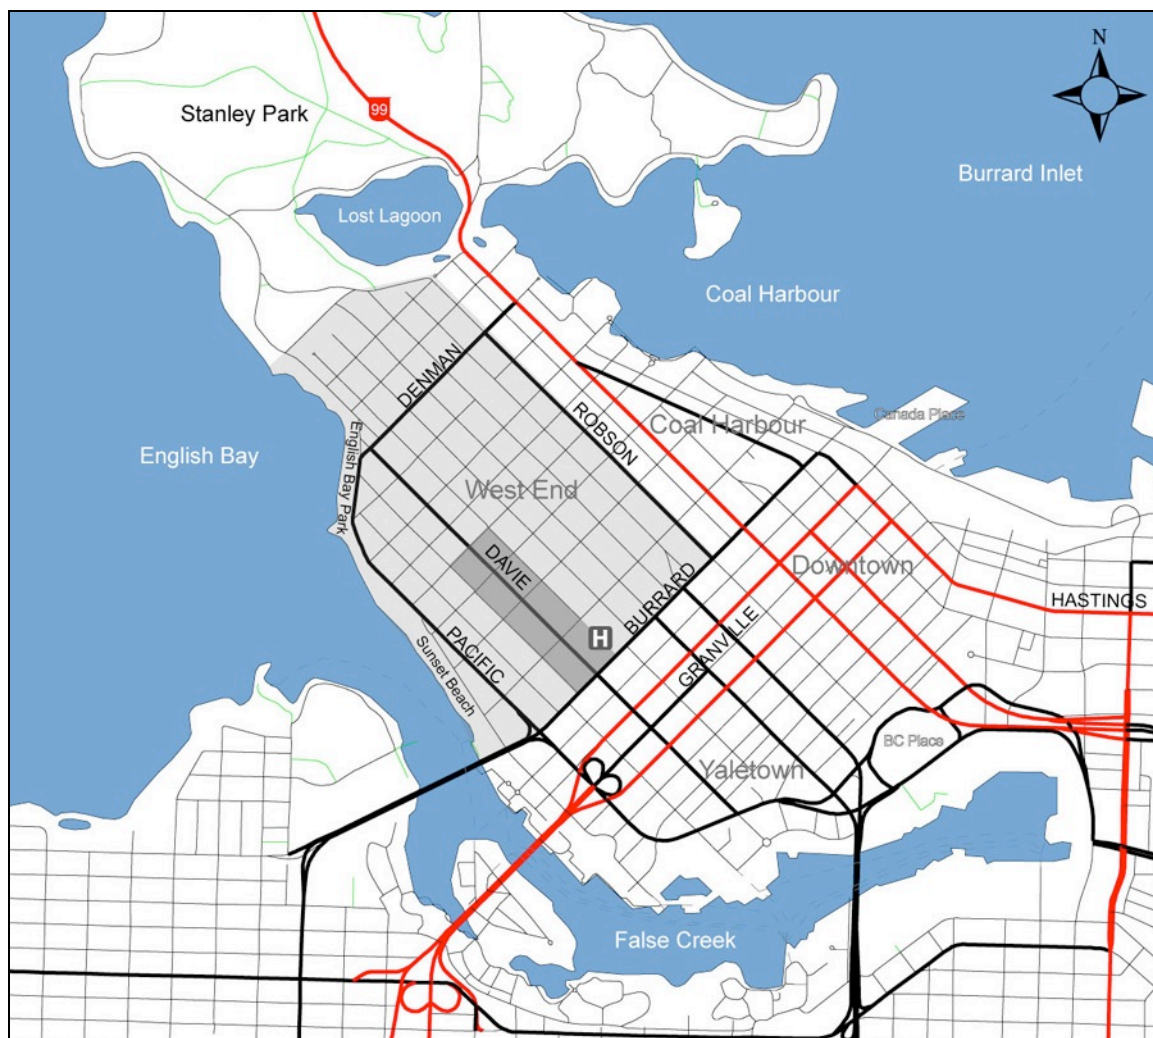 N
Stanley Park
99
Burrard Inlet
Lost Lagoon
Coal Harbour
DENMAN
ROBSON
Coal Harbour
Canada Place
English Bay
English Bay Park
West End
DAVIE
Downtown
BURRARD
HASTINGS
H
GRANVILLE
PACIFIC
Sunset Beach
BC Place
Yaletown
False Creek